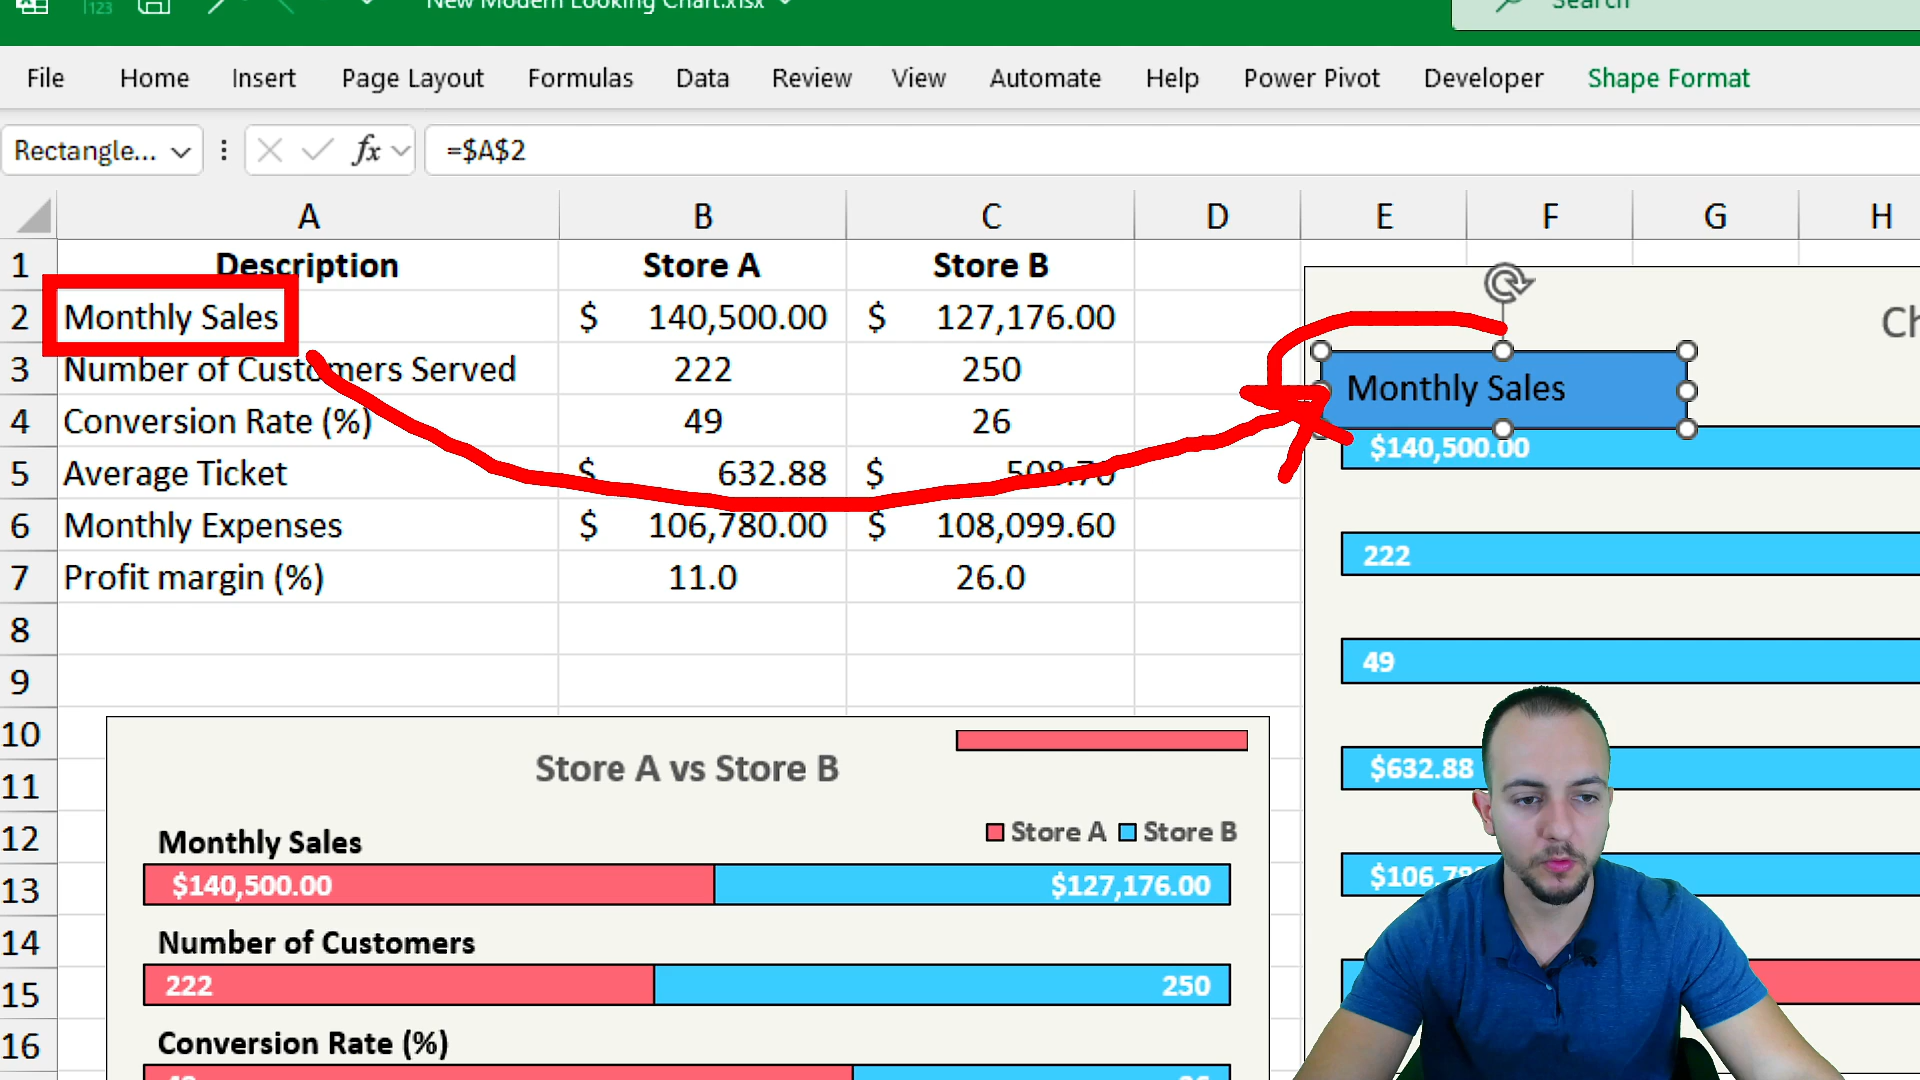 New Modern Looking Chart.xlsx
Search
File Home Insert Page Layout Formulas Data Review View Automate Help Power Pivot Developer Shape Format
Rectangle... fx =$A$2
A B C D E F G H
1 Description Store A Store B
2 Monthly Sales $ 140,500.00 $ 127,176.00
3 Number of Customers Served 222 250
4 Conversion Rate (%) 49 26
5 Average Ticket $ 632.88 $
6 Monthly Expenses $ 106,780.00 $ 108,099.60
7 Profit margin (%) 11.0 26.0
8
9
10
11
12
13
14
15
16
Store A vs Store B
Store A Store B
Monthly Sales
$140,500.00 $127,176.00
Number of Customers
222 250
Conversion Rate (%)
Monthly Sales
$140,500.00
222
49
$632.88